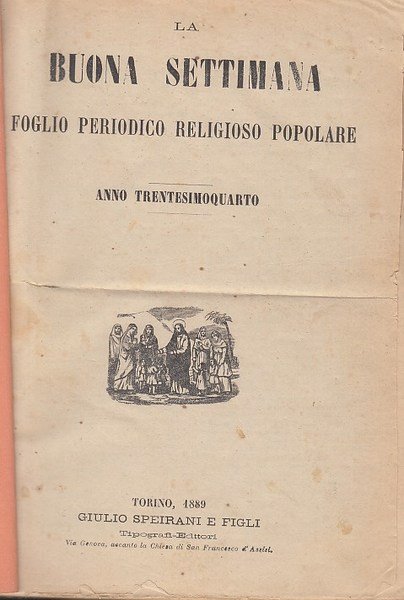 LA
BUONA SETTIMANA
FOGLIO PERIODICO RELIGIOSO POPOLARE
ANNO TRENTESIMOQUARTO
TORINO, 1889
GIULIO SPEIRANI E FIGLI
Tipografi-Editori
Via Genova, accanto la Chiesa di San Francesco d'Assisi.